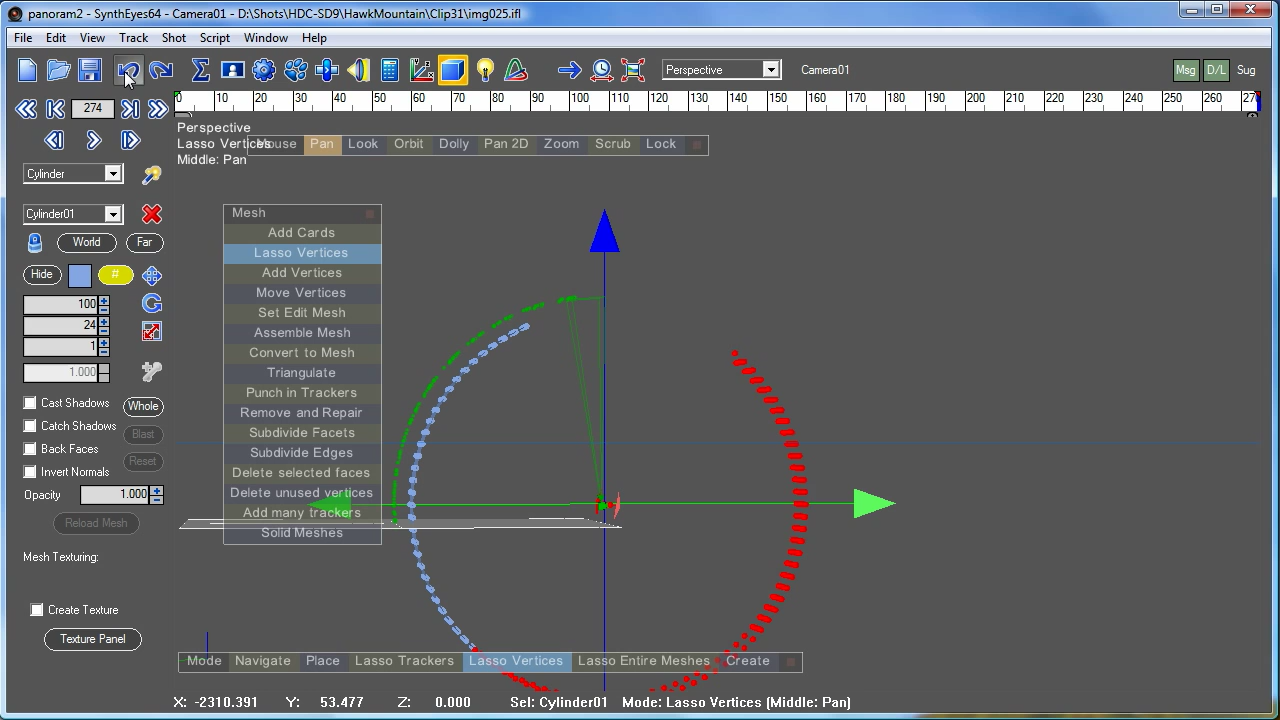 panoram2 - SynthEyes64 - Camera01 - D:\Shots\HDC-SD9\HawkMountain\Clip31\img025.ifl
File Edit View Track Shot Script Window Help
Perspective Camera01 Msg D/L Sug
274
0 10 20 30 40 50 60 70 80 90 100 110 120 130 140 150 160 170 180 190 200 210 220 230 240 250 260 27
Perspective
Lasso Vertices Mouse Pan Look Orbit Dolly Pan 2D Zoom Scrub Lock
Middle: Pan
Cylinder
Cylinder01
World Far
Hide #
100
24
1
1.000
Cast Shadows Whole
Catch Shadows Blast
Back Faces Reset
Invert Normals
Opacity 1.000
Reload Mesh
Mesh Texturing:
Create Texture
Texture Panel
Mesh
Add Cards
Lasso Vertices
Add Vertices
Move Vertices
Set Edit Mesh
Assemble Mesh
Convert to Mesh
Triangulate
Punch in Trackers
Remove and Repair
Subdivide Facets
Subdivide Edges
Delete selected faces
Delete unused vertices
Add many trackers
Solid Meshes
Mode Navigate Place Lasso Trackers Lasso Vertices Lasso Entire Meshes Create
X: -2310.391 Y: 53.477 Z: 0.000 Sel: Cylinder01 Mode: Lasso Vertices (Middle: Pan)